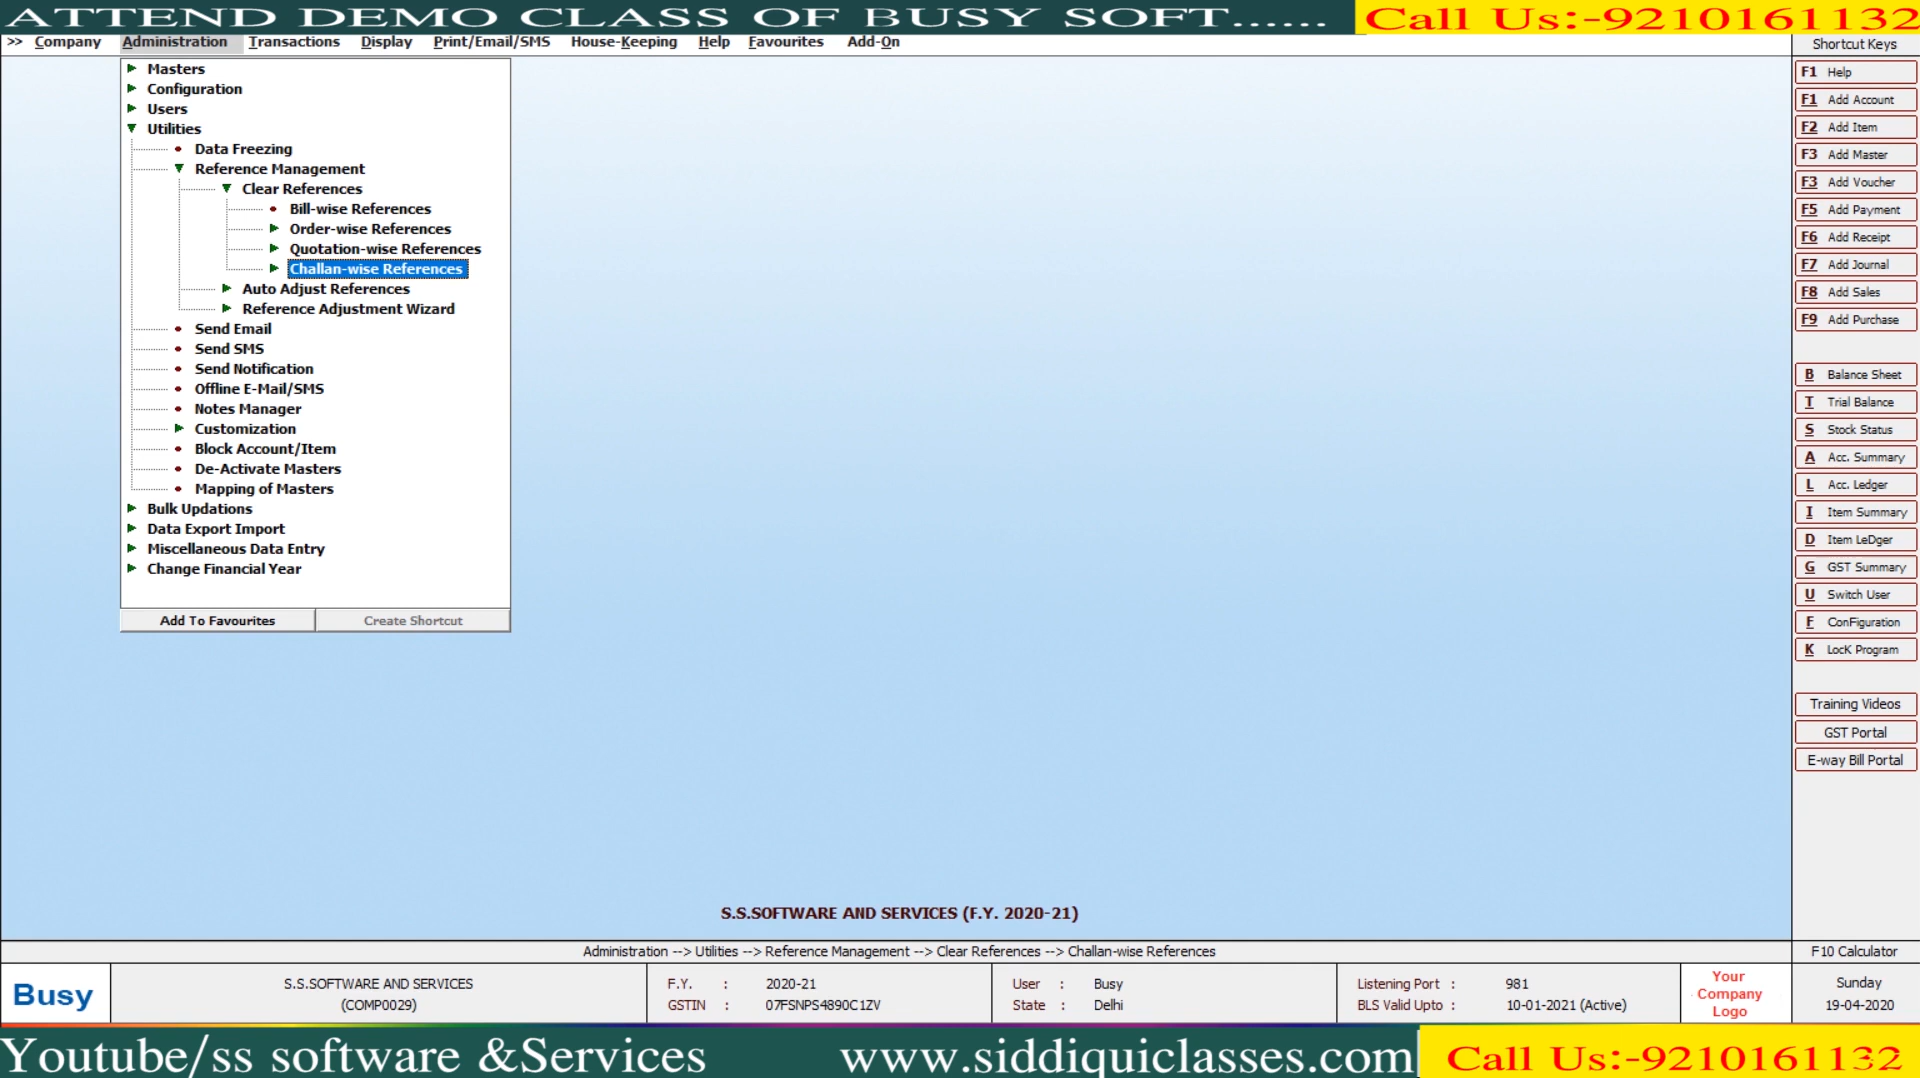 ATTEND DEMO CLASS OF BUSY SOFT......
Call Us:-9210161132
>> Company Administration Transactions Display Print/Email/SMS House-Keeping Help Favourites Add-On
Masters
Configuration
Users
Utilities
Data Freezing
Reference Management
Clear References
Bill-wise References
Order-wise References
Quotation-wise References
Challan-wise References
Auto Adjust References
Reference Adjustment Wizard
Send Email
Send SMS
Send Notification
Offline E-Mail/SMS
Notes Manager
Customization
Block Account/Item
De-Activate Masters
Mapping of Masters
Bulk Updations
Data Export Import
Miscellaneous Data Entry
Change Financial Year
Add To Favourites Create Shortcut
Shortcut Keys
F1 Help
F1 Add Account
F2 Add Item
F3 Add Master
F3 Add Voucher
F5 Add Payment
F6 Add Receipt
F7 Add Journal
F8 Add Sales
F9 Add Purchase
B Balance Sheet
T Trial Balance
S Stock Status
A Acc. Summary
L Acc. Ledger
I Item Summary
D Item LeDger
G GST Summary
U Switch User
F ConFiguration
K LocK Program
Training Videos
GST Portal
E-way Bill Portal
S.S.SOFTWARE AND SERVICES (F.Y. 2020-21)
Administration --> Utilities --> Reference Management --> Clear References --> Challan-wise References
F10 Calculator
Busy
S.S.SOFTWARE AND SERVICES
(COMP0029)
F.Y. : 2020-21
GSTIN : 07FSNPS4890C1ZV
User : Busy
State : Delhi
Listening Port : 981
BLS Valid Upto : 10-01-2021 (Active)
Your
Company
Logo
Sunday
19-04-2020
Youtube/ss software &Services www.siddiquiclasses.com
Call Us:-9210161132